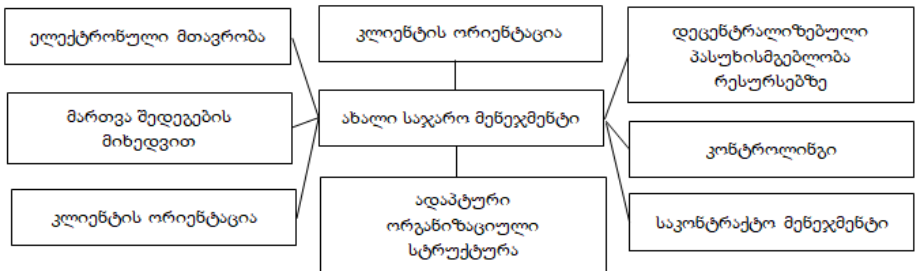 ელექტრონული მთავრობა
კლიენტის ორიენტაცია
დეცენტრალიზებული
პასუხისმგებლობა
რესურსებზე
მართვა შედეგების
მიხედვით
ახალი საჯარო მენეჯმენტი
კონტროლინგი
კლიენტის ორიენტაცია
ადაპტური
ორგანიზაციული
სტრუქტურა
საკონტრაქტო მენეჯმენტი